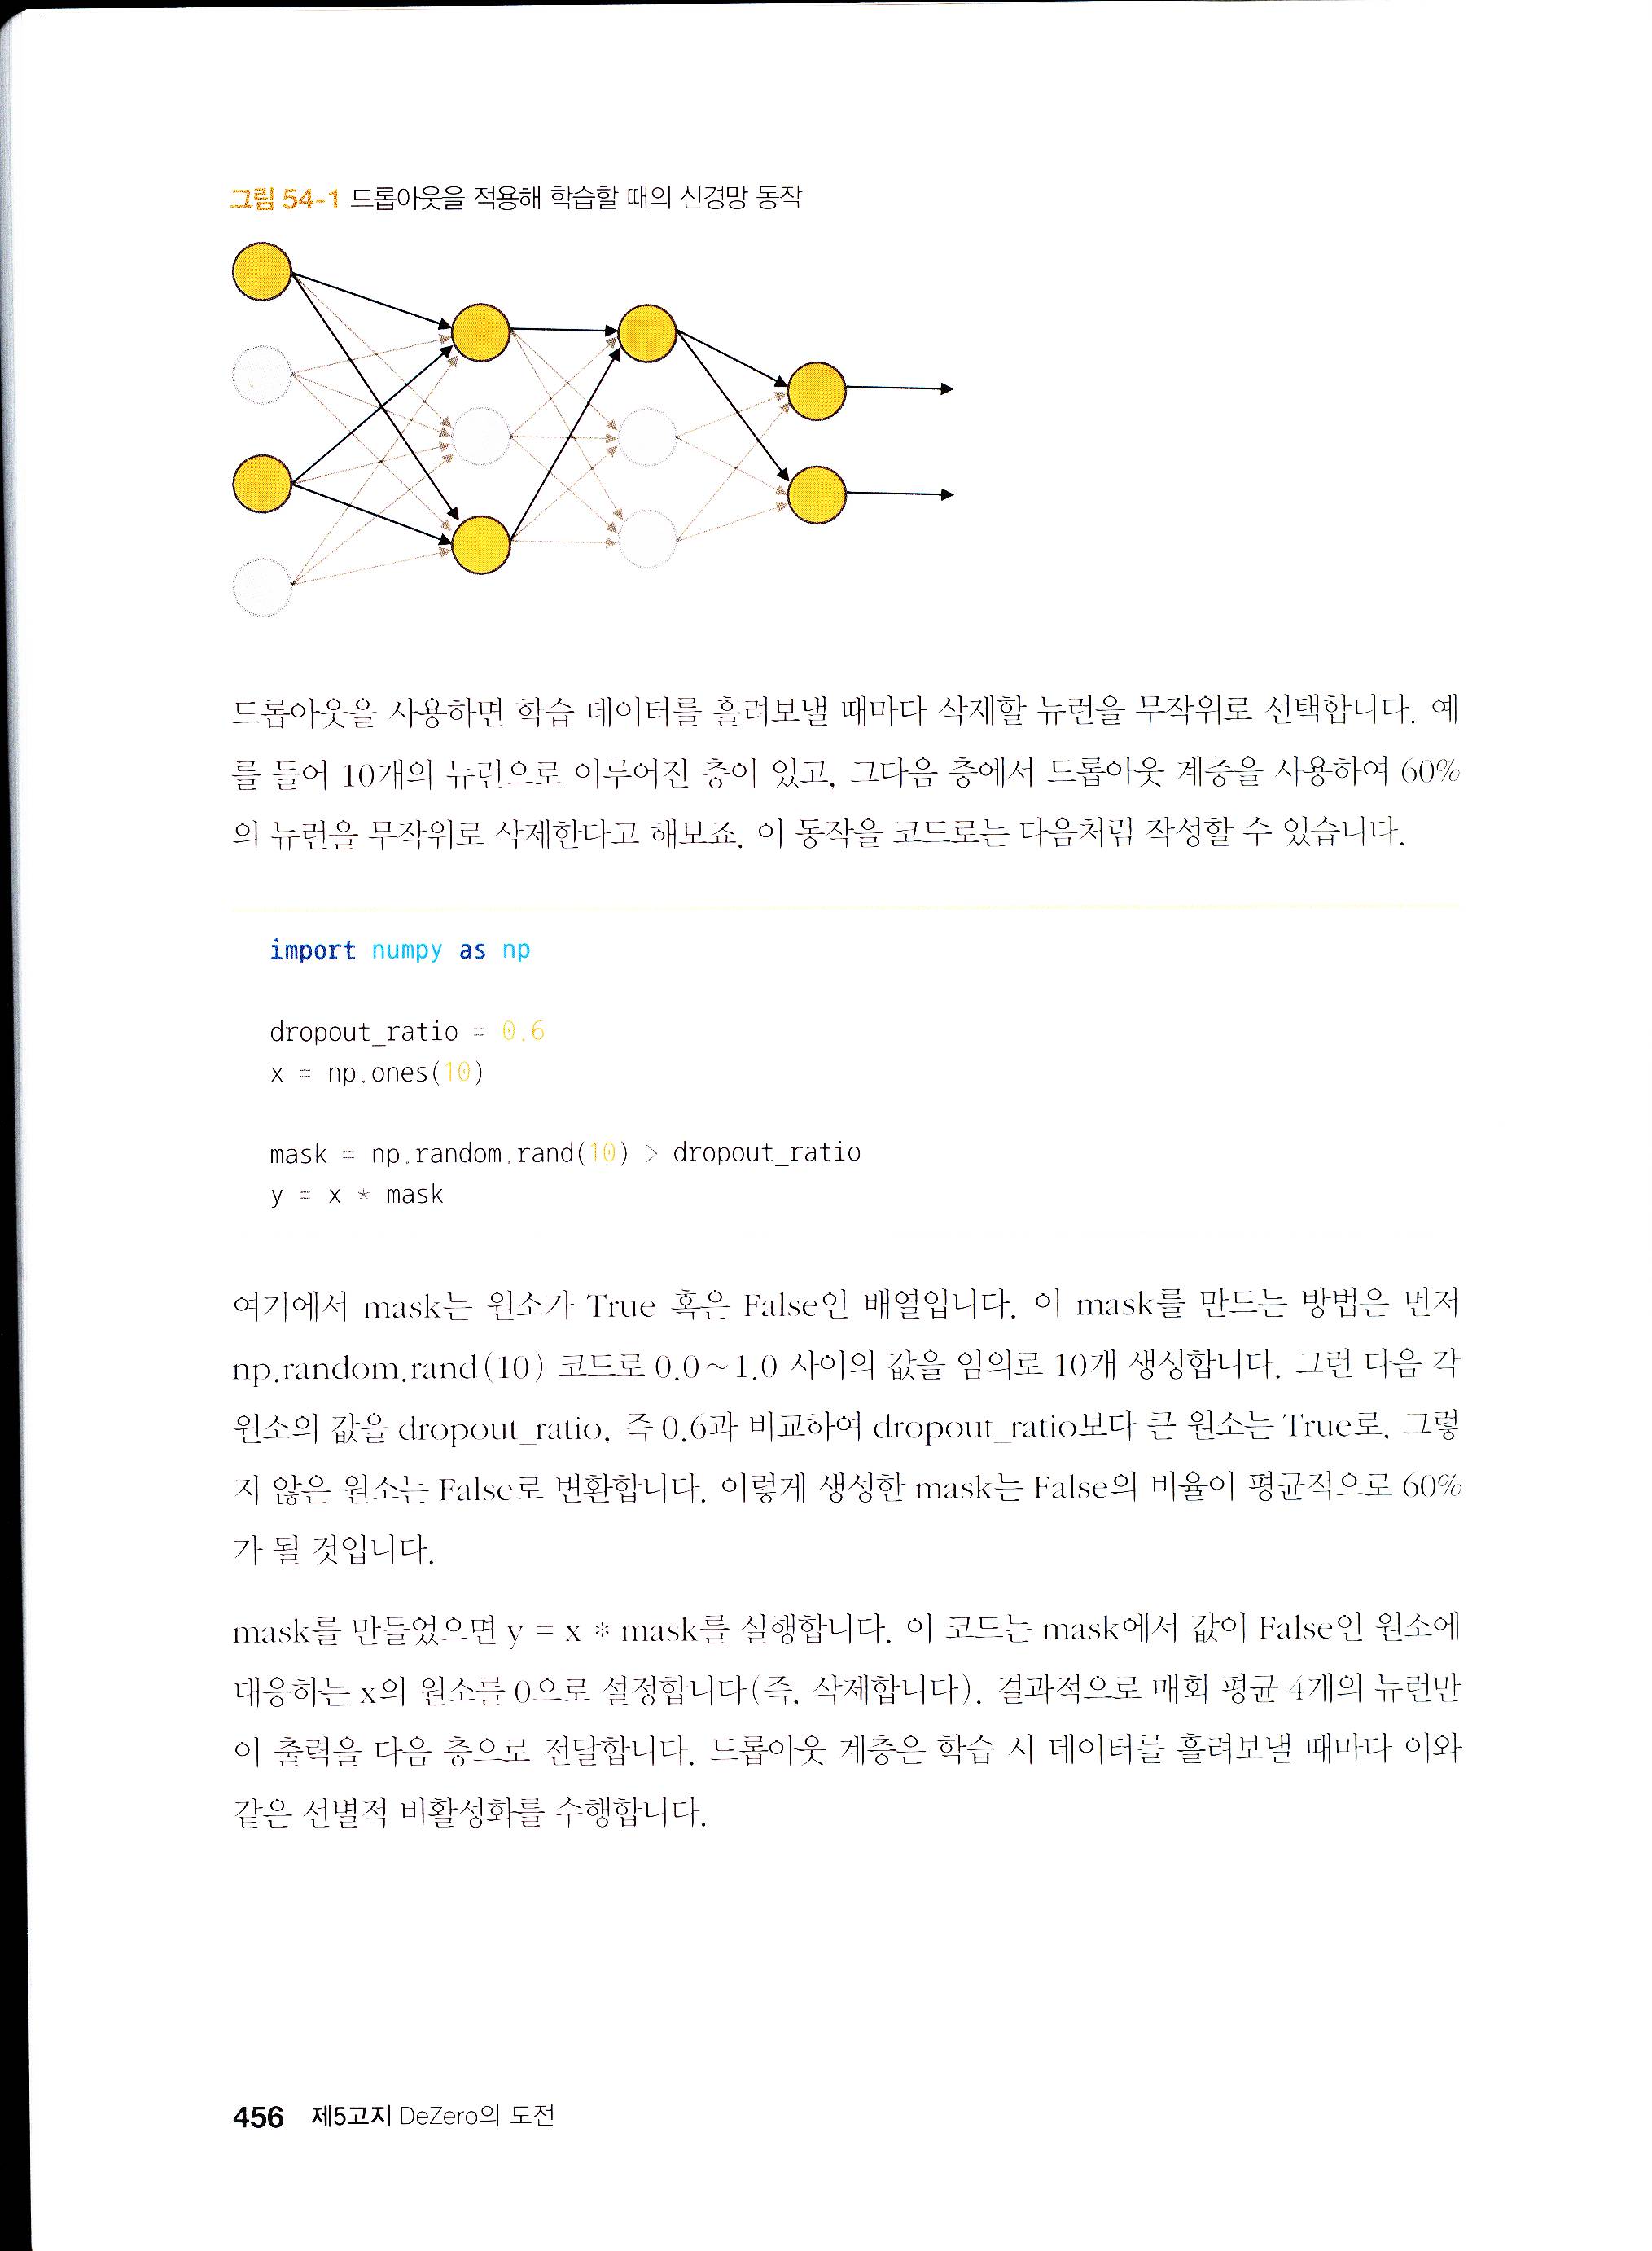 그림 54-1 드롭아웃을 적용해 학습할 때의 신경망 동작
드롭아웃을 사용하면 학습 데이터를 흘려보낼 때마다 삭제할 뉴런을 무작위로 선택합니다. 예
를 들어 10개의 뉴런으로 이루어진 층이 있고, 그다음 층에서 드롭아웃 계층을 사용하여 60%
의 뉴런을 무작위로 삭제한다고 해보죠. 이 동작을 코드로는 다음처럼 작성할 수 있습니다.
import numpy as np
dropout_ratio = 0.6
x = np.ones(10)
mask = np.random.rand(10) > dropout_ratio
y = x * mask
여기에서 mask는 원소가 True 혹은 False인 배열입니다. 이 mask를 만드는 방법은 먼저
np.random.rand(10) 코드로 0.0~1.0 사이의 값을 임의로 10개 생성합니다. 그런 다음 각
원소의 값을 dropout_ratio, 즉 0.6과 비교하여 dropout_ratio보다 큰 원소는 True로, 그렇
지 않은 원소는 False로 변환합니다. 이렇게 생성한 mask는 False의 비율이 평균적으로 60%
가 될 것입니다.
mask를 만들었으면 y = x * mask를 실행합니다. 이 코드는 mask에서 값이 False인 원소에
대응하는 x의 원소를 0으로 설정합니다(즉, 삭제합니다). 결과적으로 매회 평균 4개의 뉴런만
이 출력을 다음 층으로 전달합니다. 드롭아웃 계층은 학습 시 데이터를 흘려보낼 때마다 이와
같은 선별적 비활성화를 수행합니다.
456 제5고지 DeZero의 도전